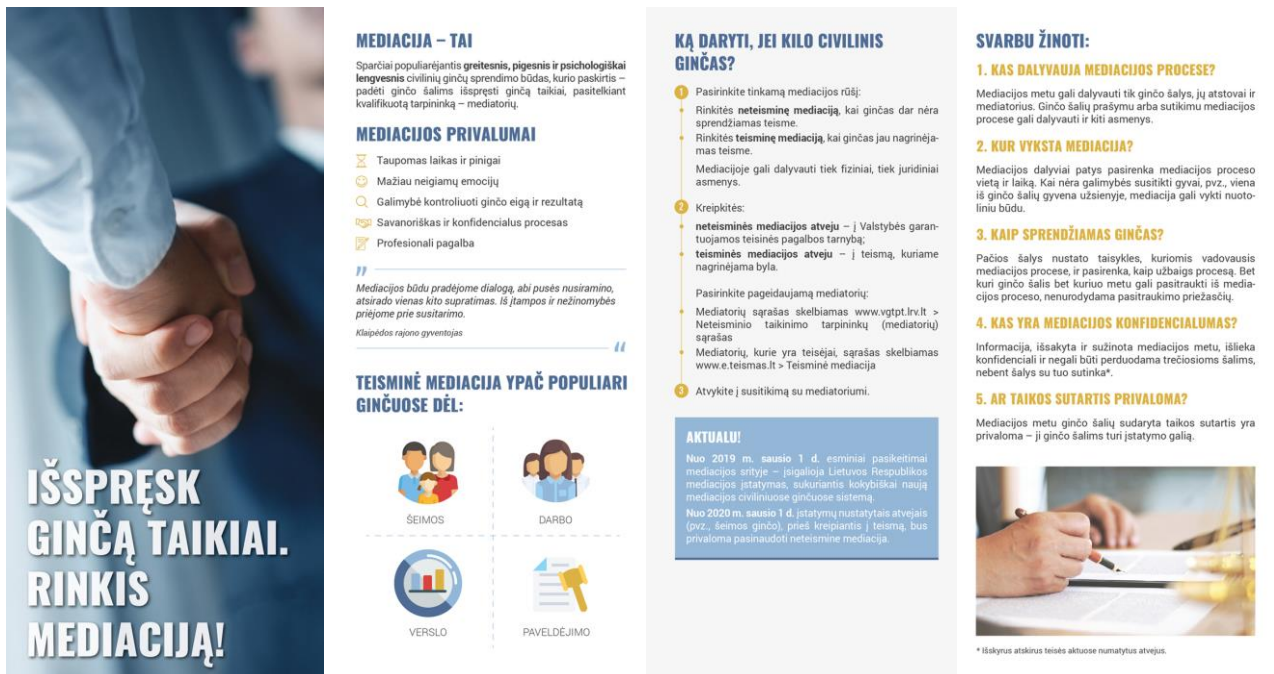 IŠSPRĘSK
GINČĄ TAIKIAI.
RINKIS
MEDIACIJĄ!
MEDIACIJA – TAI
Sparčiai populiarėjantis greitesnis, pigesnis ir psichologiškai
lengvesnis civilinių ginčų sprendimo būdas, kurio paskirtis –
padėti ginčo šalims išspręsti ginčą taikiai, pasitelkiant
kvalifikuotą tarpininką – mediatorių.
MEDIACIJOS PRIVALUMAI
Taupomas laikas ir pinigai
Mažiau neigiamų emocijų
Galimybė kontroliuoti ginčo eigą ir rezultatą
Savanoriškas ir konfidencialus procesas
Profesionali pagalba
"
Mediacijos būdu pradėjome dialogą, abi pusės nusiramino,
atsirado vienas kito supratimas. Iš įtampos ir nežinomybės
priėjome prie susitarimo.
Klaipėdos rajono gyventojas
"
TEISMINĖ MEDIACIJA YPAČ POPULIARI
GINČUOSE DĖL:
ŠEIMOS
DARBO
VERSLO
PAVELDĖJIMO
KĄ DARYTI, JEI KILO CIVILINIS
GINČAS?
1 Pasirinkite tinkamą mediacijos rūšį:
• Rinkitės neteisminę mediaciją, kai ginčas dar nėra
sprendžiamas teisme.
• Rinkitės teisminę mediaciją, kai ginčas jau nagrinėja-
mas teisme.
Mediacijoje gali dalyvauti tiek fiziniai, tiek juridiniai
asmenys.
2 Kreipkitės:
• neteisminės mediacijos atveju – į Valstybės garan-
tuojamos teisinės pagalbos tarnybą;
• teisminės mediacijos atveju – į teismą, kuriame
nagrinėjama byla.
Pasirinkite pageidaujamą mediatorių:
• Mediatorių sąrašas skelbiamas www.vgtpt.lrv.lt >
Neteisminio taikinimo tarpininkų (mediatorių)
sąrašas
• Mediatorių, kurie yra teisėjai, sąrašas skelbiamas
www.e.teismas.lt > Teisminė mediacija
3 Atvykite į susitikimą su mediatoriumi.
AKTUALU!
Nuo 2019 m. sausio 1 d. esminiai pasikeitimai
mediacijos srityje – įsigalioja Lietuvos Respublikos
mediacijos įstatymas, sukuriantis kokybiškai naują
mediacijos civiliniuose ginčuose sistemą.
Nuo 2020 m. sausio 1 d. įstatymų nustatytais atvejais
(pvz., šeimos ginčo), prieš kreipiantis į teismą, bus
privaloma pasinaudoti neteismine mediacija.
SVARBU ŽINOTI:
1. KAS DALYVAUJA MEDIACIJOS PROCESE?
Mediacijos metu gali dalyvauti tik ginčo šalys, jų atstovai ir
mediatorius. Ginčo šalių prašymu arba sutikimu mediacijos
procese gali dalyvauti ir kiti asmenys.
2. KUR VYKSTA MEDIACIJA?
Mediacijos dalyviai patys pasirenka mediacijos proceso
vietą ir laiką. Kai nėra galimybės susitikti gyvai, pvz., viena
iš ginčo šalių gyvena užsienyje, mediacija gali vykti nuoto-
liniu būdu.
3. KAIP SPRENDŽIAMAS GINČAS?
Pačios šalys nustato taisykles, kuriomis vadovausis
mediacijos procese, ir pasirenka, kaip užbaigs procesą. Bet
kuri ginčo šalis bet kuriuo metu gali pasitraukti iš media-
cijos proceso, nenurodydama pasitraukimo priežasčių.
4. KAS YRA MEDIACIJOS KONFIDENCIALUMAS?
Informacija, išsakyta ir sužinota mediacijos metu, išlieka
konfidenciali ir negali būti perduodama trečiosioms šalims,
nebent šalys su tuo sutinka*.
5. AR TAIKOS SUTARTIS PRIVALOMA?
Mediacijos metu ginčo šalių sudaryta taikos sutartis yra
privaloma – ji ginčo šalims turi įstatymo galią.
* Išskyrus atskirus teisės aktuose numatytus atvejus.